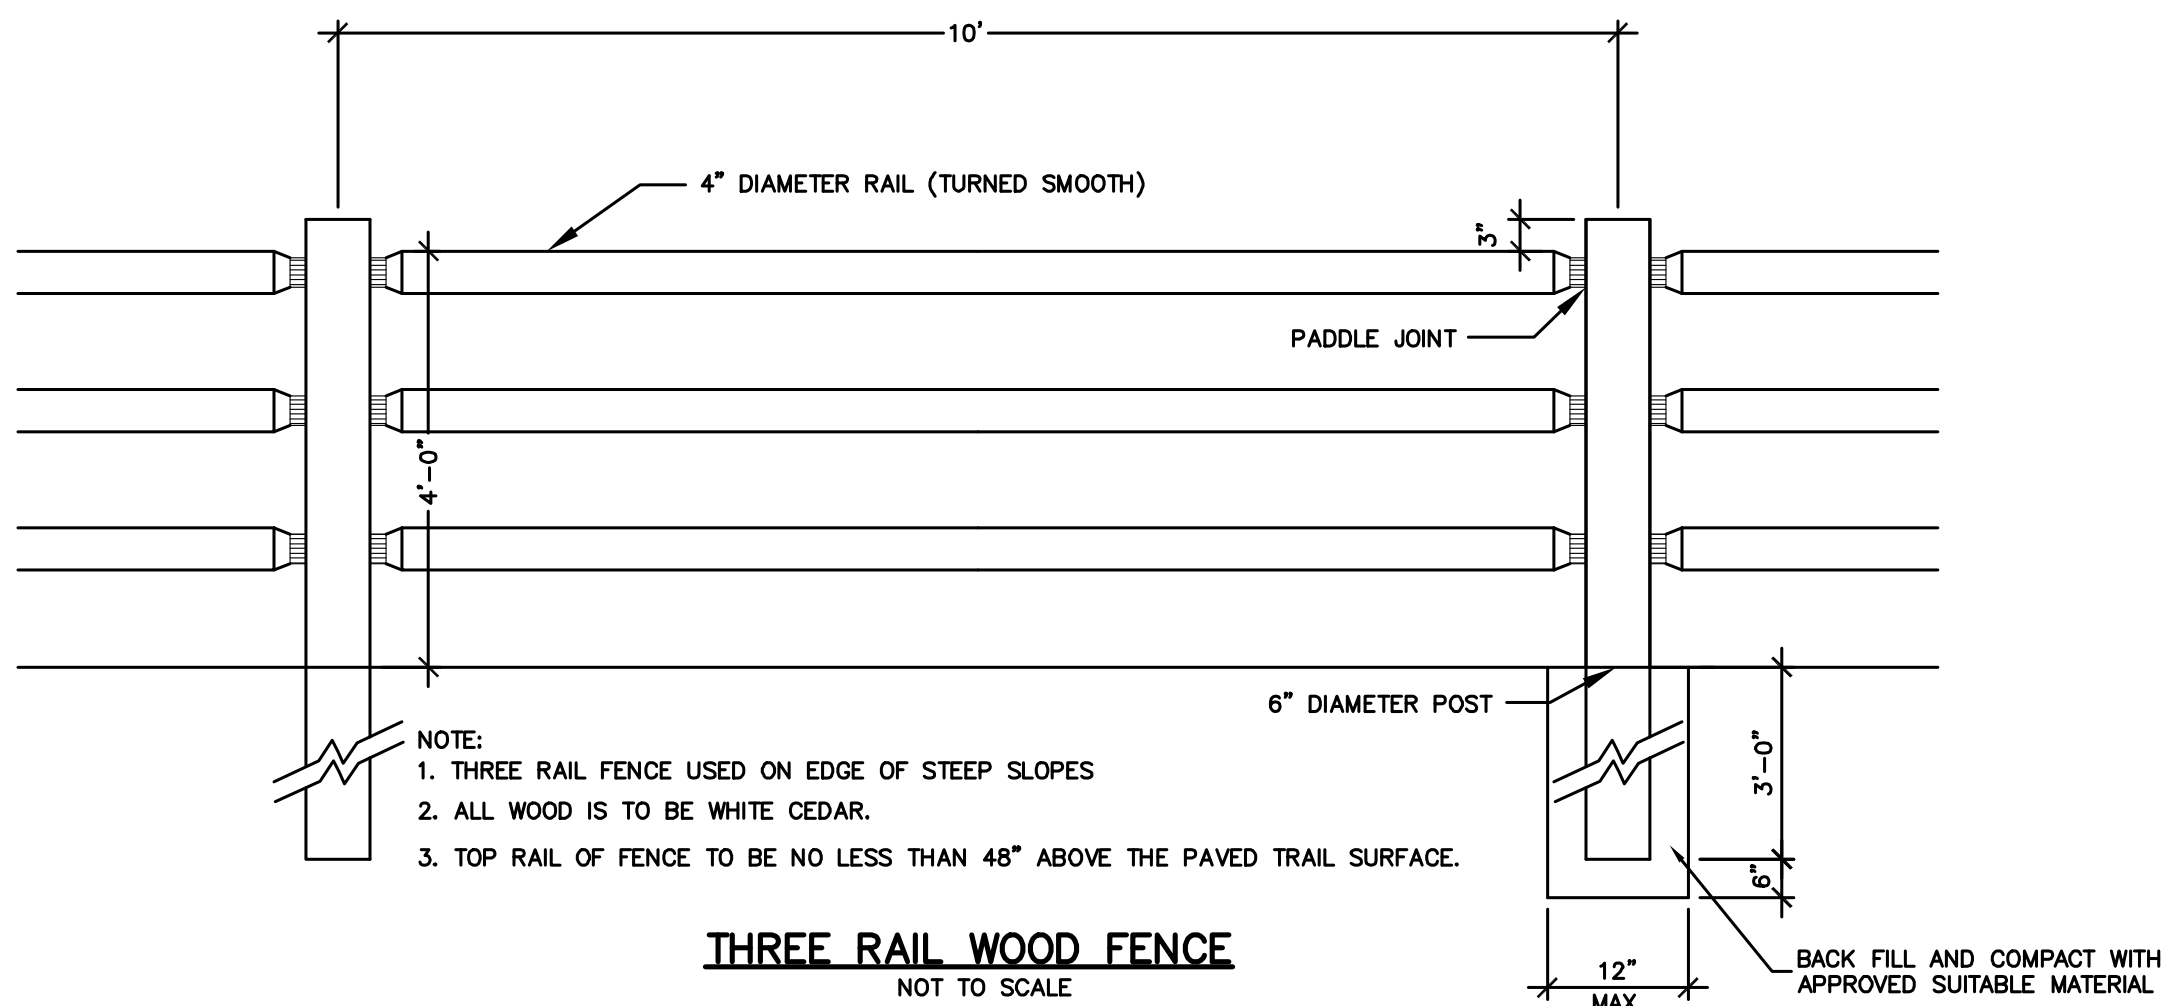 10'
4" DIAMETER RAIL (TURNED SMOOTH)
3"
PADDLE JOINT
4'-0"
6" DIAMETER POST
3'-0"
6"
NOTE:
1. THREE RAIL FENCE USED ON EDGE OF STEEP SLOPES
2. ALL WOOD IS TO BE WHITE CEDAR.
3. TOP RAIL OF FENCE TO BE NO LESS THAN 48" ABOVE THE PAVED TRAIL SURFACE.
THREE RAIL WOOD FENCE
NOT TO SCALE
12"
MAX
BACK FILL AND COMPACT WITH
APPROVED SUITABLE MATERIAL